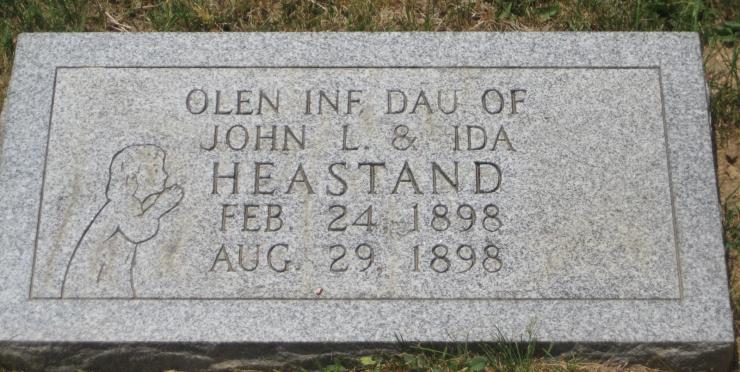 OLEN INF. DAU OF
JOHN L. & IDA
HEASTAND
FEB. 24, 1898
AUG. 29, 1898